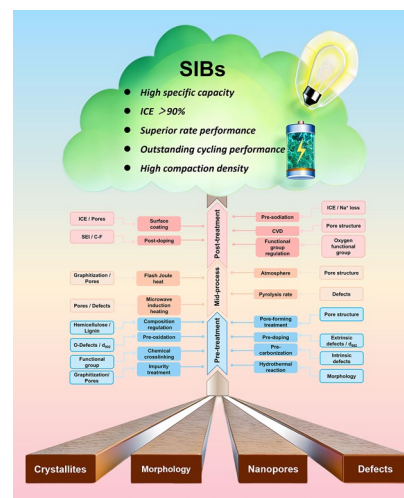 SIBs
● High specific capacity
● ICE >90%
● Superior rate performance
● Outstanding cycling performance
● High compaction density
ICE / Pores
Surface coating
SEI / C-F
Post-doping
Post-treatment
Pre-sodiation
ICE / Na⁺ loss
CVD
Pore structure
Functional group regulation
Oxygen functional group
Graphitization / Pores
Flash Joule heat
Pores / Defects
Microwave induction heating
Mid-process
Atmosphere
Pore structure
Pyrolysis rate
Defects
Hemicellulose / Lignin
Composition regulation
O-Defects / d₀₀₂
Pre-oxidation
Functional group
Chemical crosslinking
Graphitization/ Pores
Impurity treatment
Pre-treatment
Pore-forming treatment
Pore structure
Pre-doping
Extrinsic defects / d₀₀₂
Pre-carbonization
Intrinsic defects
Hydrothermal reaction
Morphology
Crystallites
Morphology
Nanopores
Defects